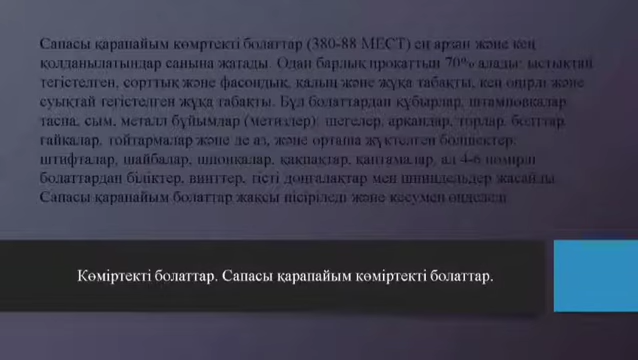 Сапасы қарапайым көміртекті болаттар (380-88 МЕСТ) ең арзан және кең
қолданылатындар санына жатады. Одан барлық прокаттың 70% алады: ыстықтай
тегістелген, сорттық және фасондық, қалың және жұқа табақты, кең өңірлі және
суықтай тегістелген жұқа табақты. Бұл болаттардан құбырлар, штамповкалар,
таспа, сым, металл бұйымдар (метиздер): шегелер, арқандар, торлар, болттар,
гайкалар, тойтармалар және де аз, және орташа жүктелген бөлшектер:
штифталар, шайбалар, шпонкалар, қақпақтар, қаптамалар, ал 4-6 номірлі
болаттардан біліктер, винттер, тісті доңғалақтар мен шпиндельдер жасайды.
Сапасы қарапайым болаттар жақсы пісіріледі және кесумен өңделеді.
Көміртекті болаттар. Сапасы қарапайым көміртекті болаттар.